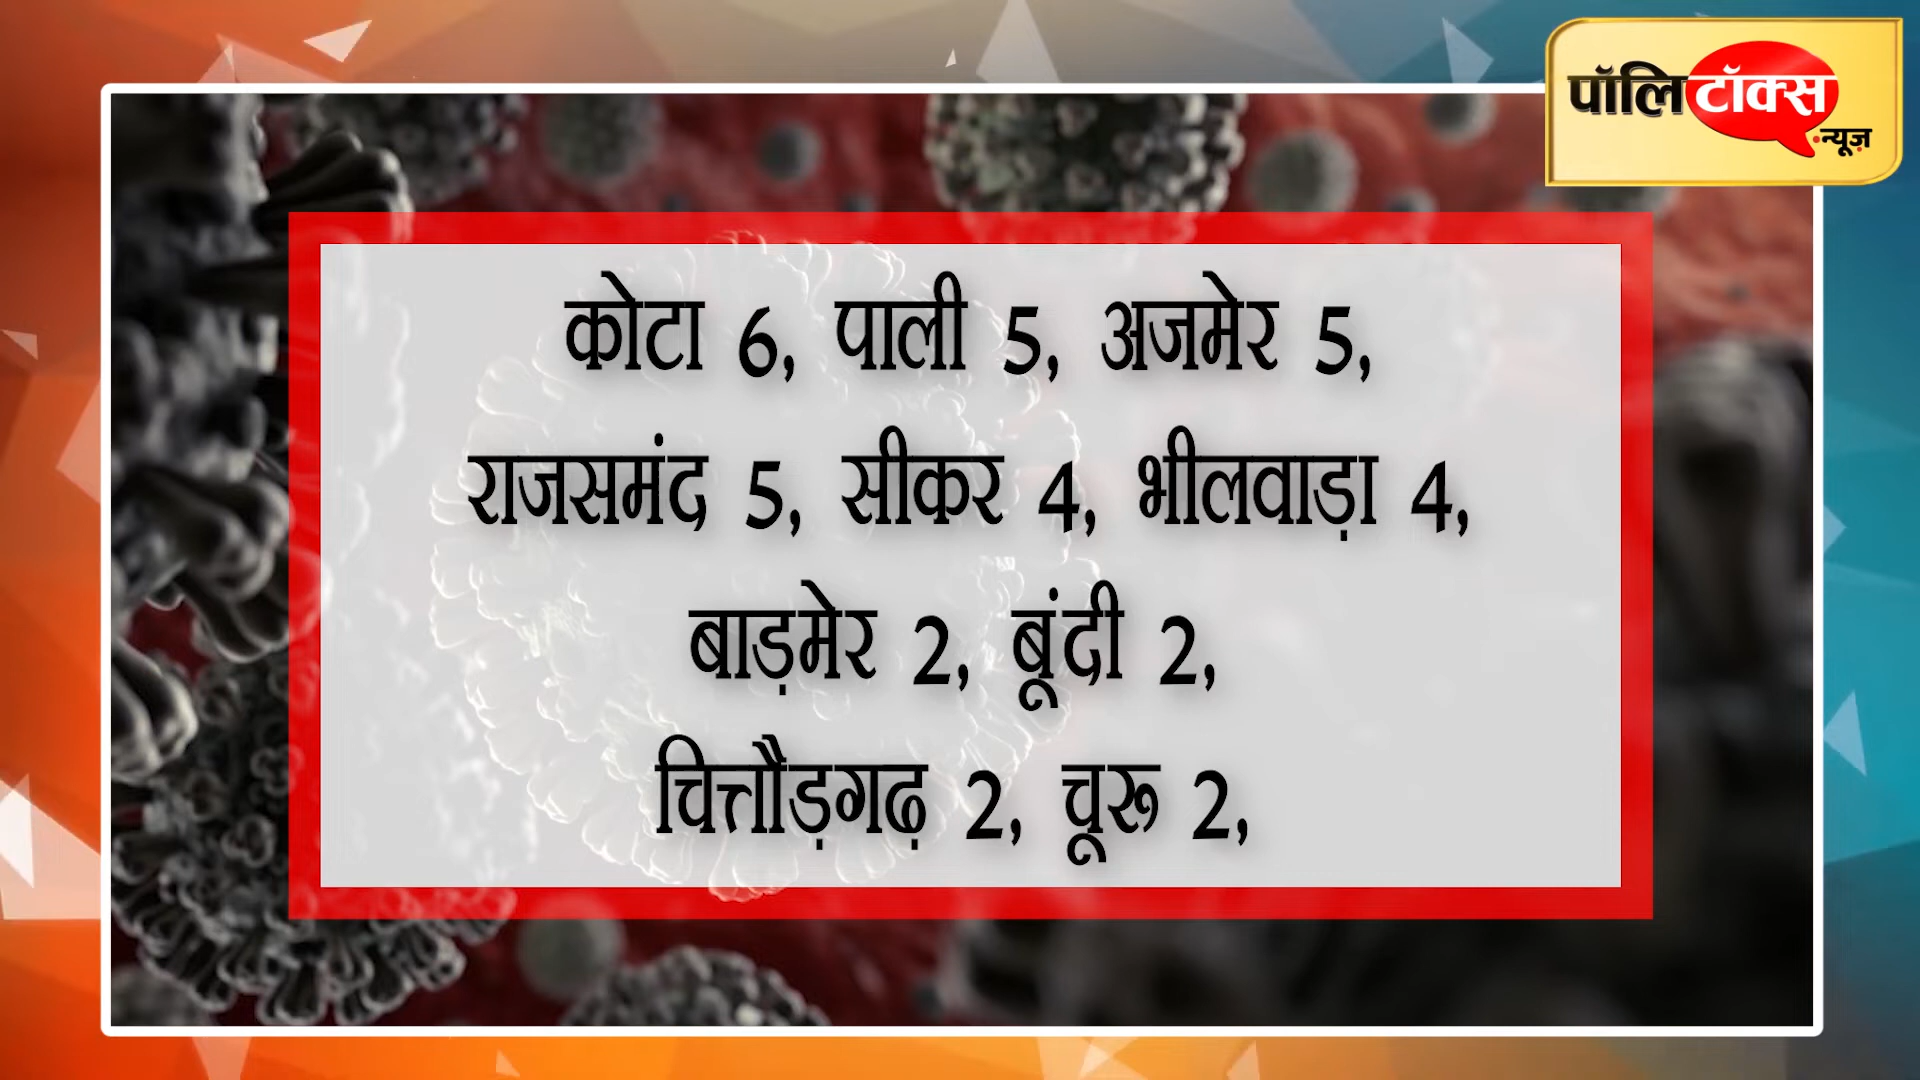 पॉलिटॉक्स
न्यूज़
कोटा 6, पाली 5, अजमेर 5,
राजसमंद 5, सीकर 4, भीलवाड़ा 4,
बाड़मेर 2, बूंदी 2,
चित्तौड़गढ़ 2, चूरू 2,